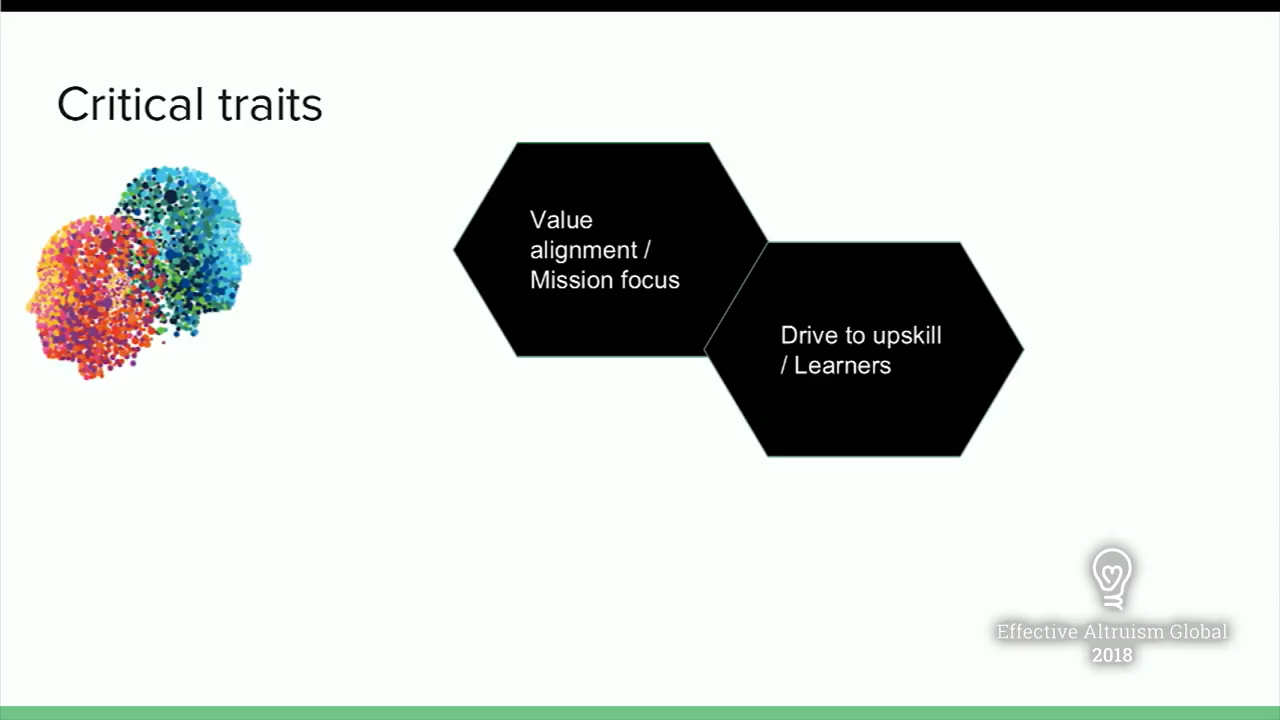 Critical traits
Value
alignment /
Mission focus
Drive to upskill
/ Learners
Effective Altruism Global
2018